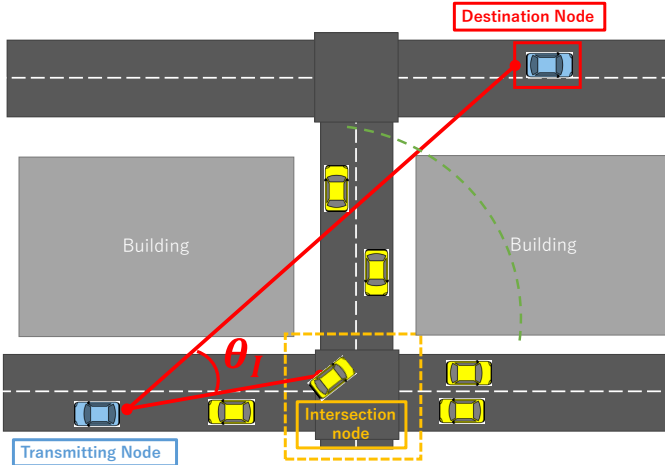 Destination Node
Building
Building
θI
Intersection
node
Transmitting Node